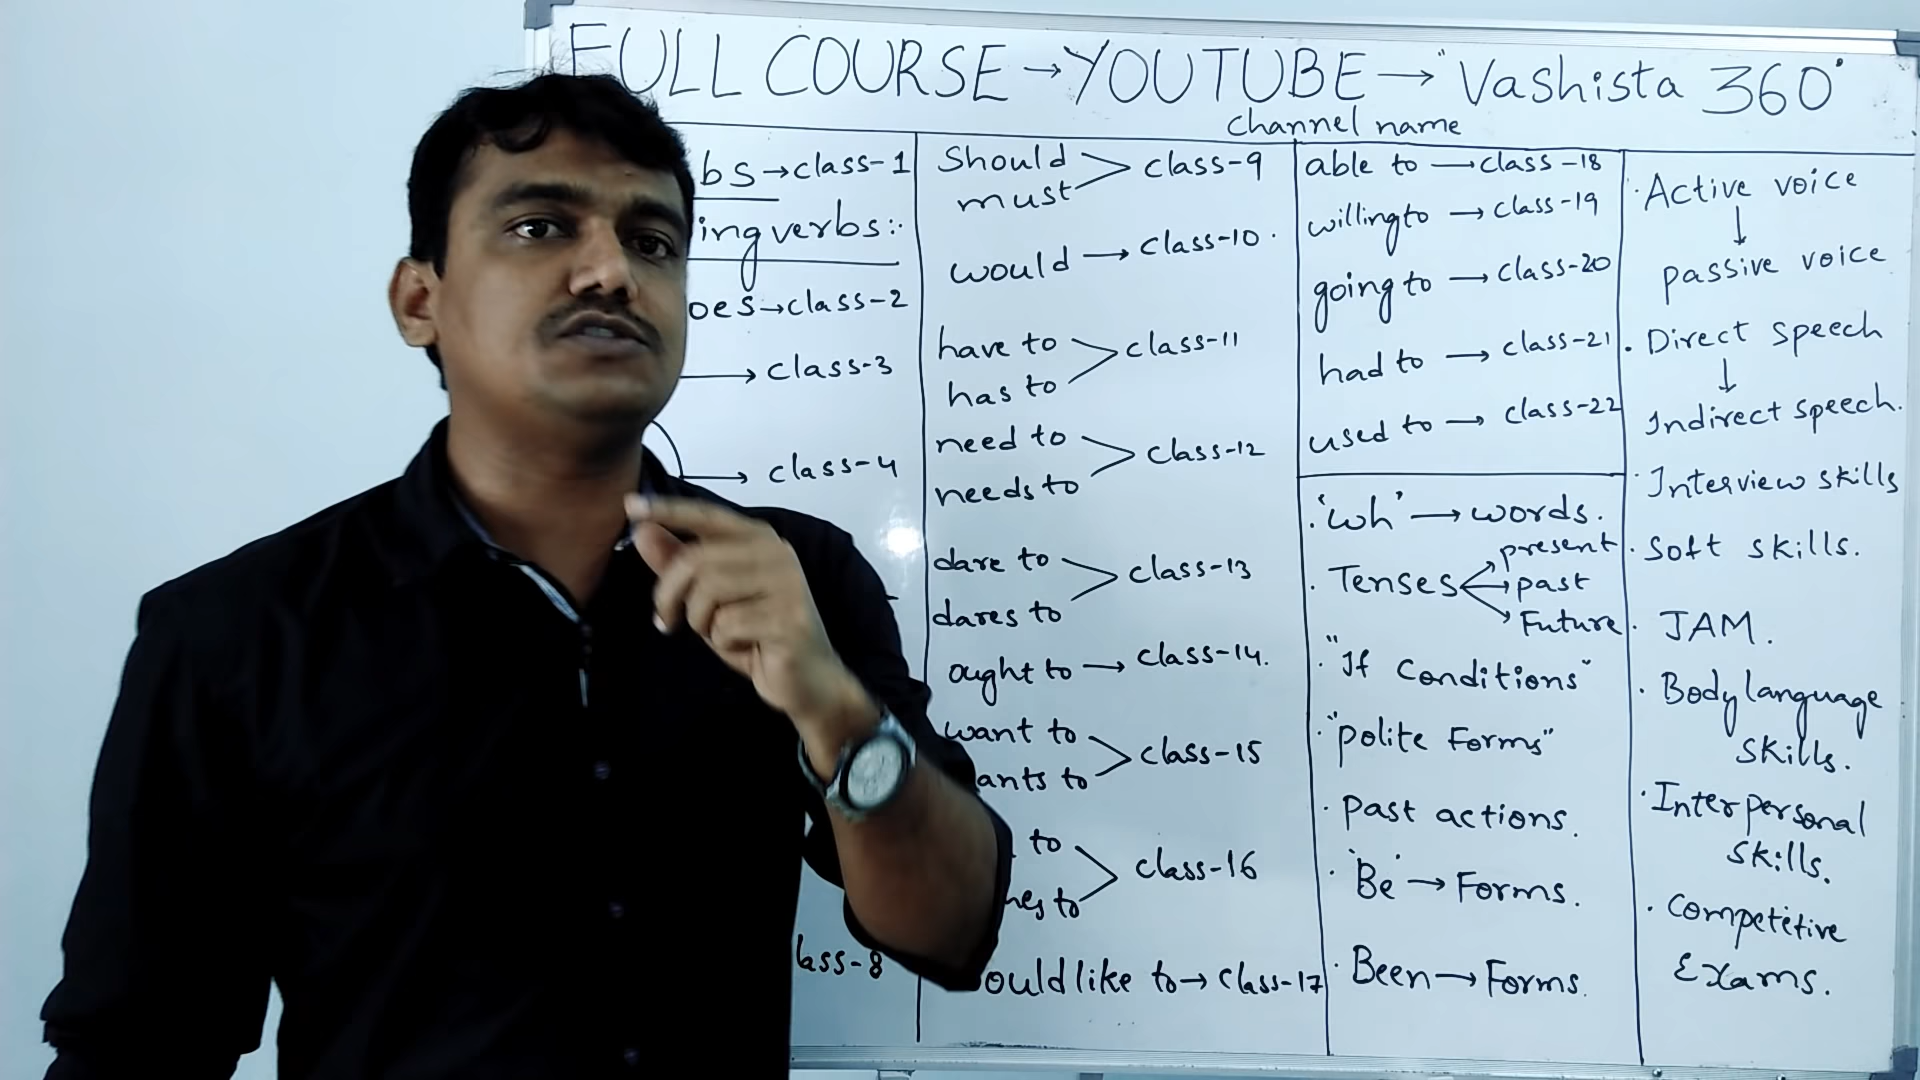 FULL COURSE → YOUTUBE → "Vashista 360"
channel name
bs → class-1
ing verbs:-
oes → class-2
→ class-3
→ class-4
lass-8
Should
must
class-9
would → class-10.
have to
has to
class-11
need to
needs to
class-12
dare to
dares to
class-13
ought to → class-14.
want to
ants to
class-15
to
hes to
class-16
ould like to → class-17
able to → class-18
willing to → class-19
going to → class-20
had to → class-21
used to → class-22
. 'wh' → words.
. Tenses
present
past
Future
. "If Conditions"
. "polite Forms"
. past actions.
. 'Be' → Forms.
. Been → Forms.
. Active voice
↓
passive voice
. Direct speech
↓
Indirect speech.
. Interview skills
. Soft skills.
. JAM.
. Body language
skills.
. Interpersonal
skills.
. Competetive
Exams.